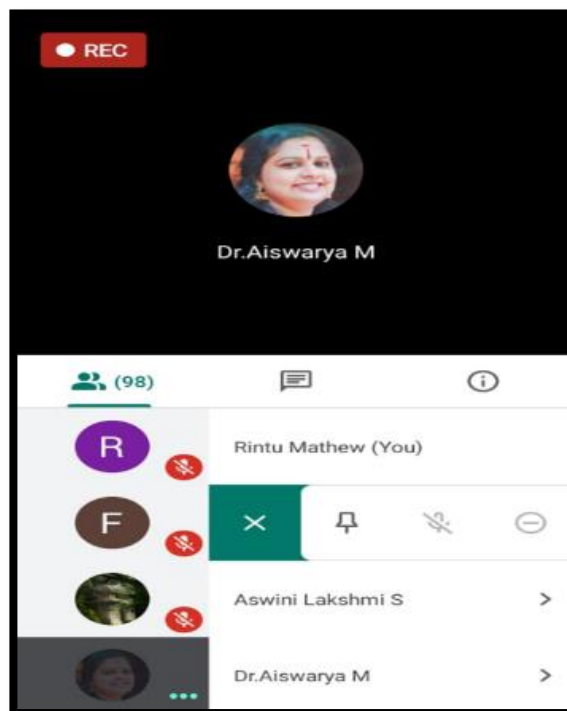 REC
Dr.Aiswarya M
(98)
R
Rintu Mathew (You)
F
Aswini Lakshmi S
Dr.Aiswarya M